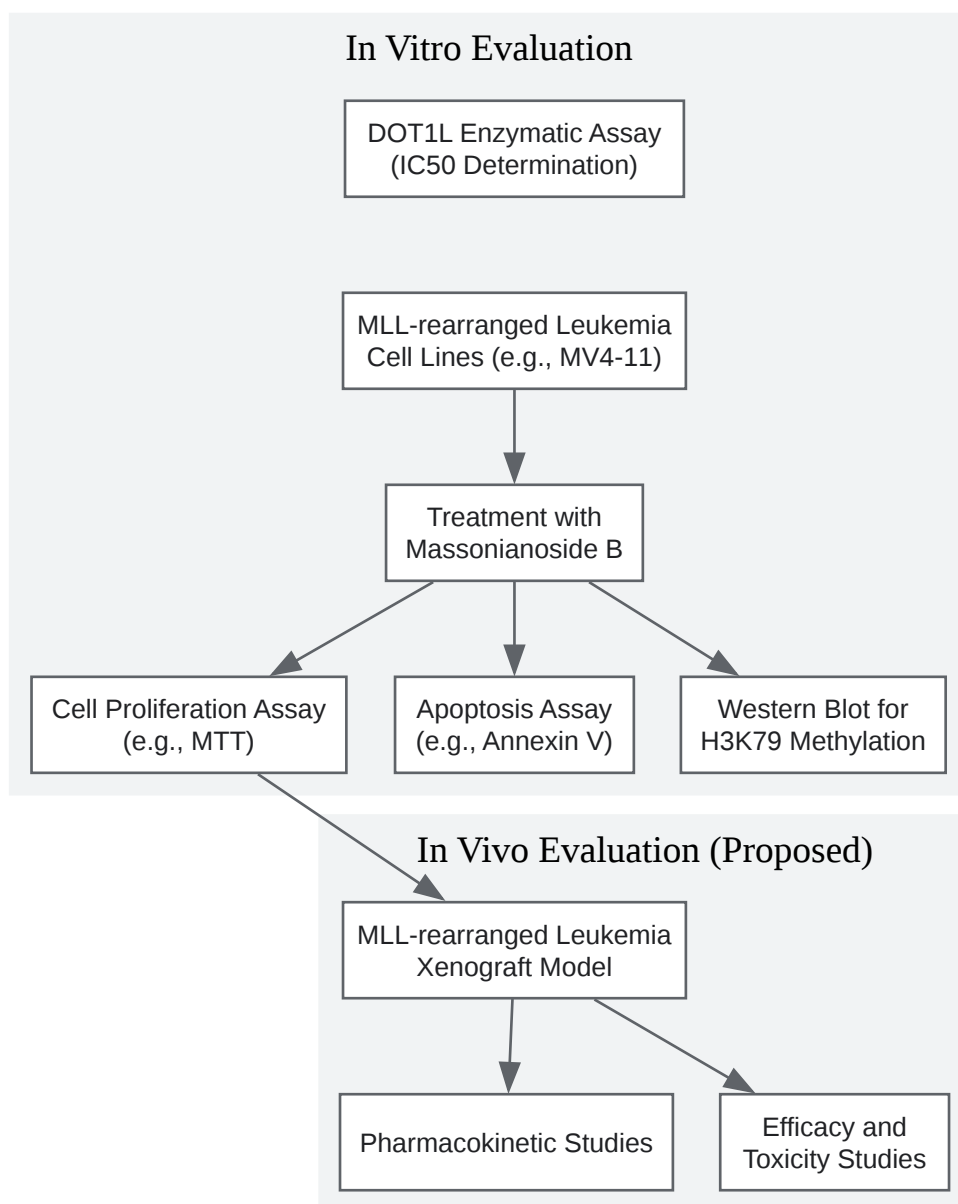 In Vitro Evaluation
DOT1L Enzymatic Assay
(IC50 Determination)
MLL-rearranged Leukemia
Cell Lines (e.g., MV4-11)
Treatment with
Massonianoside B
Cell Proliferation Assay
(e.g., MTT)
Apoptosis Assay
(e.g., Annexin V)
Western Blot for
H3K79 Methylation
In Vivo Evaluation (Proposed)
MLL-rearranged Leukemia
Xenograft Model
Pharmacokinetic Studies
Efficacy and
Toxicity Studies